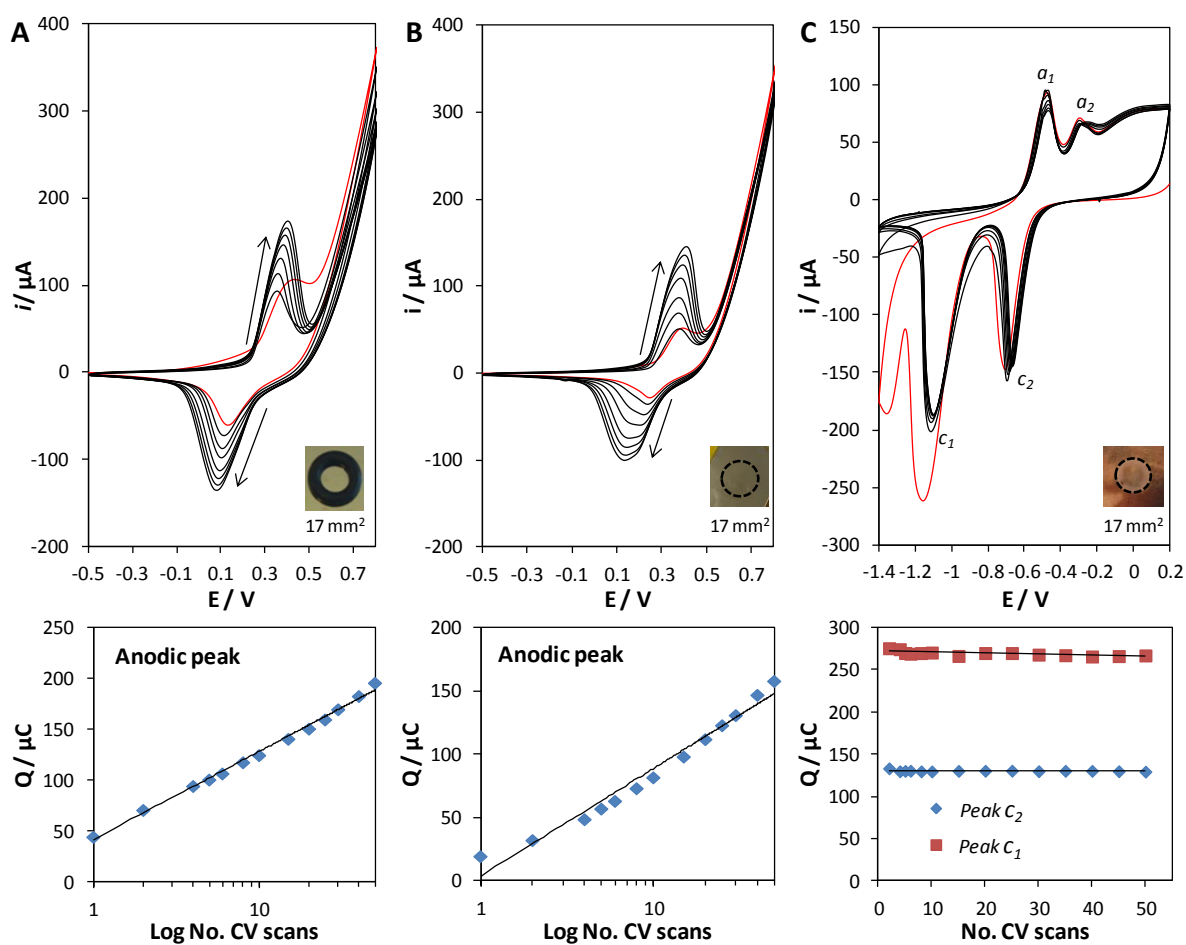 A
i/ µA
400
300
200
100
0
-100
-200
-0.5
-0.3
-0.1
0.1
0.3
0.5
0.7
E / V
17 mm2
B
i / µA
400
300
200
100
0
-100
-200
-0.5
-0.3
-0.1
0.1
0.3
0.5
0.7
E / V
17 mm2
C
i / µA
150
100
50
0
-50
-100
-150
-200
-250
-300
-1.4
-1.2
-1
-0.8
-0.6
-0.4
-0.2
0
0.2
E / V
a1
a2
c1
c2
17 mm2
Q / µC
250
200
150
100
50
0
Anodic peak
1
10
Log No. CV scans
Q / µC
200
150
100
50
0
Anodic peak
1
10
Log No. CV scans
Q / µC
300
250
200
150
100
50
0
Peak c2
Peak c1
0
10
20
30
40
50
No. CV scans